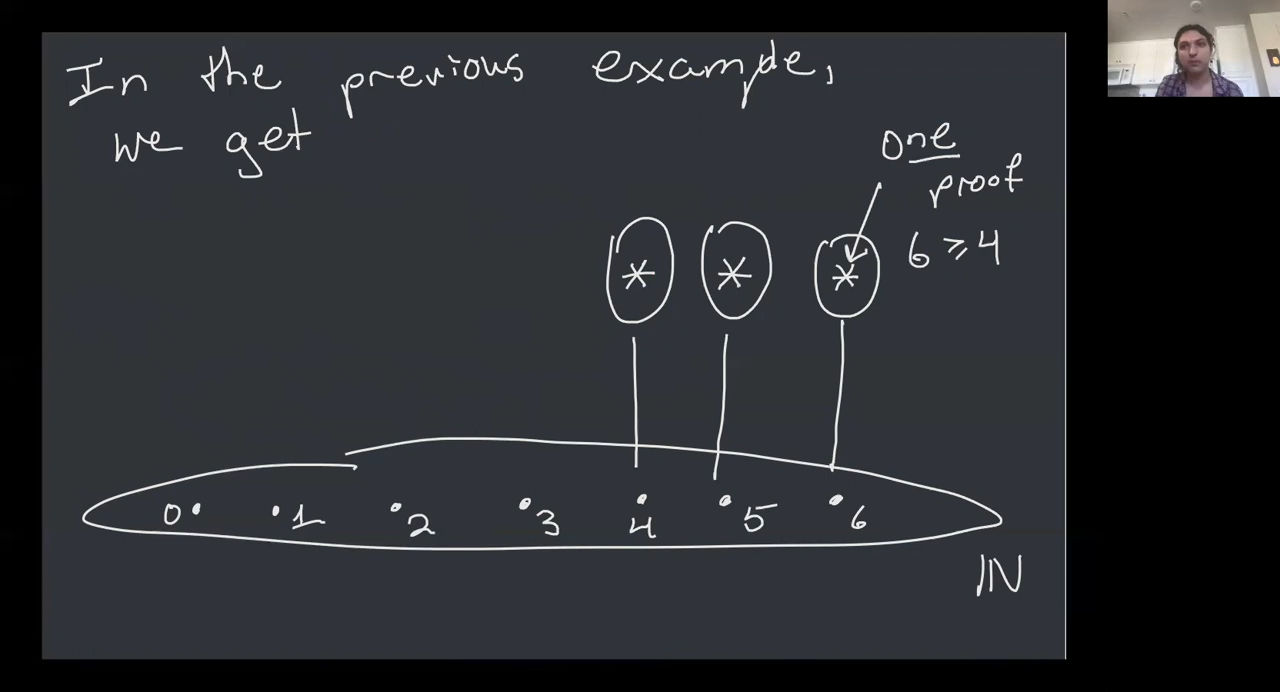 In the previous example,
we get
one
proof
* * * 6 ≥ 4
0 1 2 3 4 5 6
ℕ